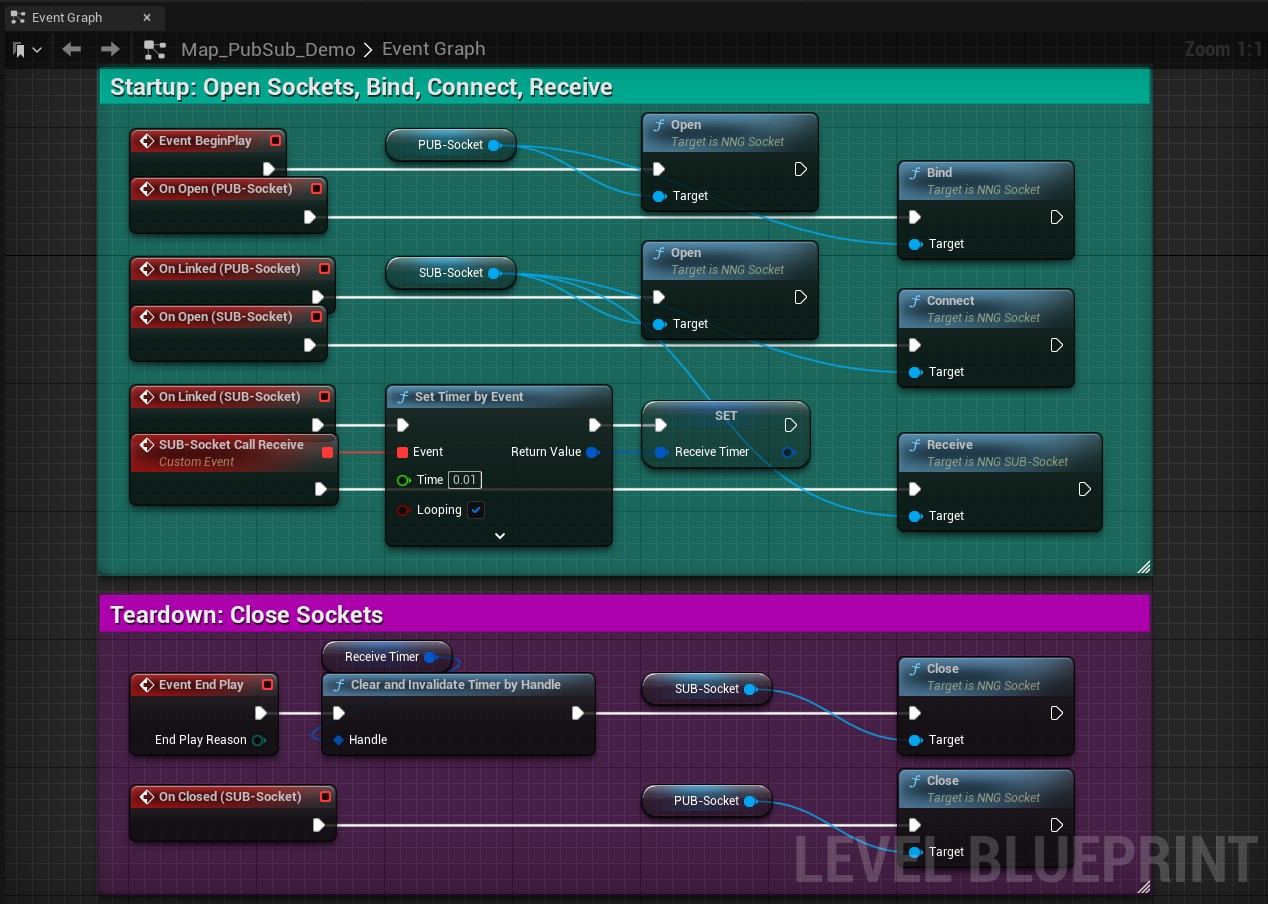 Event Graph
Map_PubSub_Demo > Event Graph
Zoom 1:1
Startup: Open Sockets, Bind, Connect, Receive
Event BeginPlay
PUB-Socket
Open
Target is NNG Socket
Target
On Open (PUB-Socket)
Bind
Target is NNG Socket
Target
On Linked (PUB-Socket)
SUB-Socket
Open
Target is NNG Socket
Target
On Open (SUB-Socket)
Connect
Target is NNG Socket
Target
On Linked (SUB-Socket)
Set Timer by Event
Event
Return Value
Time 0.01
Looping
SET
Receive Timer
SUB-Socket Call Receive
Custom Event
Receive
Target is NNG SUB-Socket
Target
Teardown: Close Sockets
Event End Play
End Play Reason
Receive Timer
Clear and Invalidate Timer by Handle
Handle
SUB-Socket
Close
Target is NNG Socket
Target
On Closed (SUB-Socket)
PUB-Socket
Close
Target is NNG Socket
Target
LEVEL BLUEPRINT